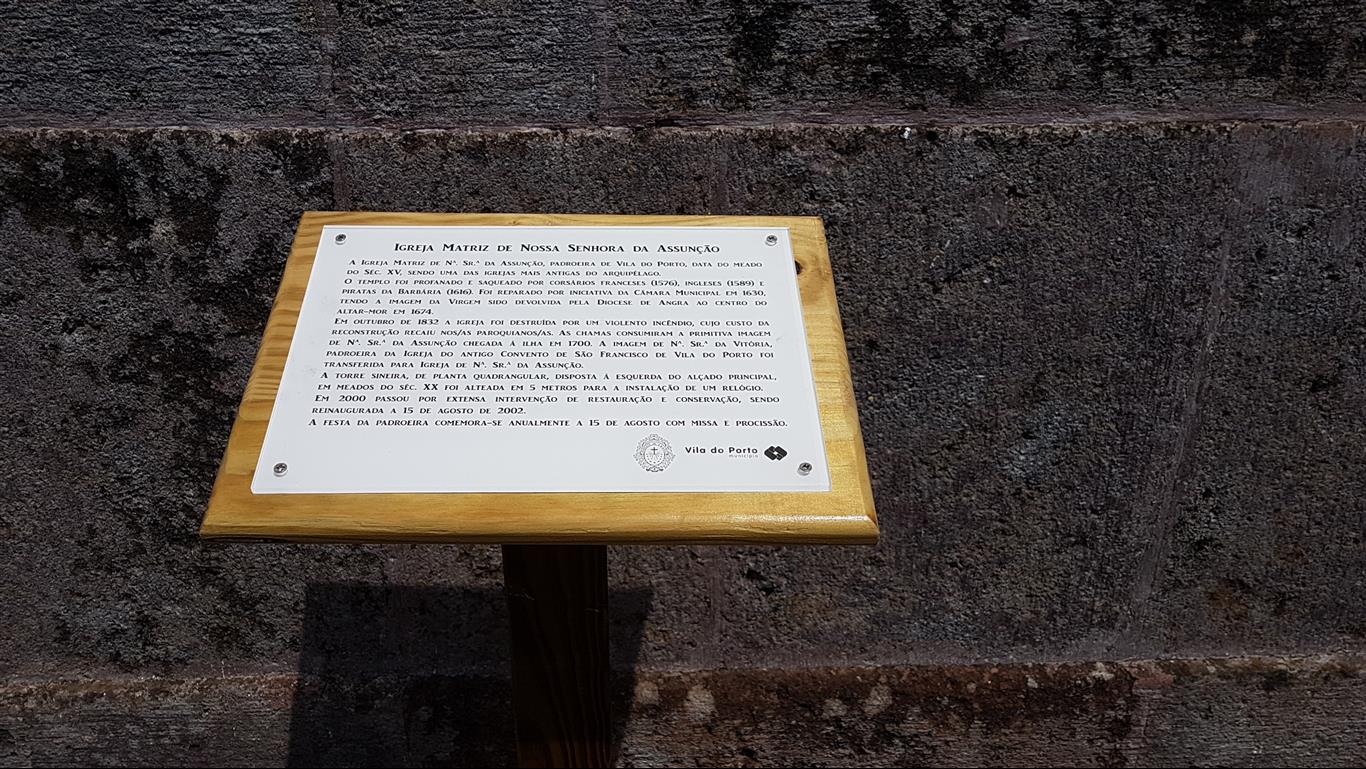 Igreja Matriz de Nossa Senhora da Assunção
A Igreja Matriz de Nª. Sr.ª da Assunção, padroeira de Vila do Porto, data do meado
do Séc. XV, sendo uma das igrejas mais antigas do arquipélago.
O templo foi profanado e saqueado por corsários franceses (1576), ingleses (1589) e
piratas da Barbária (1616). Foi reparado por iniciativa da Câmara Municipal em 1630,
tendo a imagem da Virgem sido devolvida pela Diocese de Angra ao centro do
altar-mor em 1674.
Em outubro de 1832 a igreja foi destruída por um violento incêndio, cujo custo da
reconstrução recaiu nos/as paroquianos/as. As chamas consumiram a primitiva imagem
de Nª. Sr.ª da Assunção chegada á ilha em 1700. A imagem de Nª. Sr.ª da Vitória,
padroeira da Igreja do antigo Convento de São Francisco de Vila do Porto foi
transferida para Igreja de Nª. Sr.ª da Assunção.
A torre sineira, de planta quadrangular, disposta á esquerda do alçado principal,
em meados do séc. XX foi alteada em 5 metros para a instalação de um relógio.
Em 2000 passou por extensa intervenção de restauração e conservação, sendo
reinaugurada a 15 de agosto de 2002.
A festa da padroeira comemora-se anualmente a 15 de agosto com missa e procissão.
Vila do Porto
município